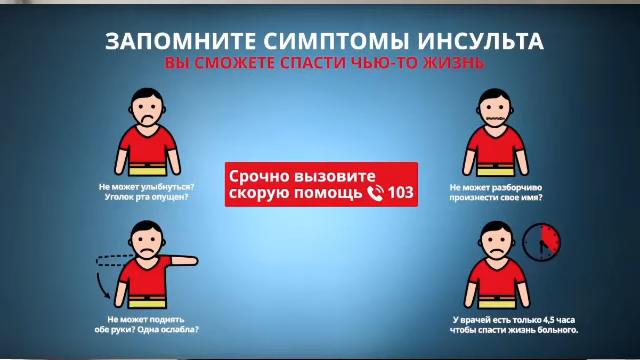 ЗАПОМНИТЕ СИМПТОМЫ ИНСУЛЬТА
ВЫ СМОЖЕТЕ СПАСТИ ЧЬЮ-ТО ЖИЗНЬ
Не может улыбнуться?
Уголок рта опущен?
Срочно вызовите
скорую помощь 103
Не может разборчиво
произнести свое имя?
Не может поднять
обе руки? Одна ослабла?
У врачей есть только 4,5 часа
чтобы спасти жизнь больного.